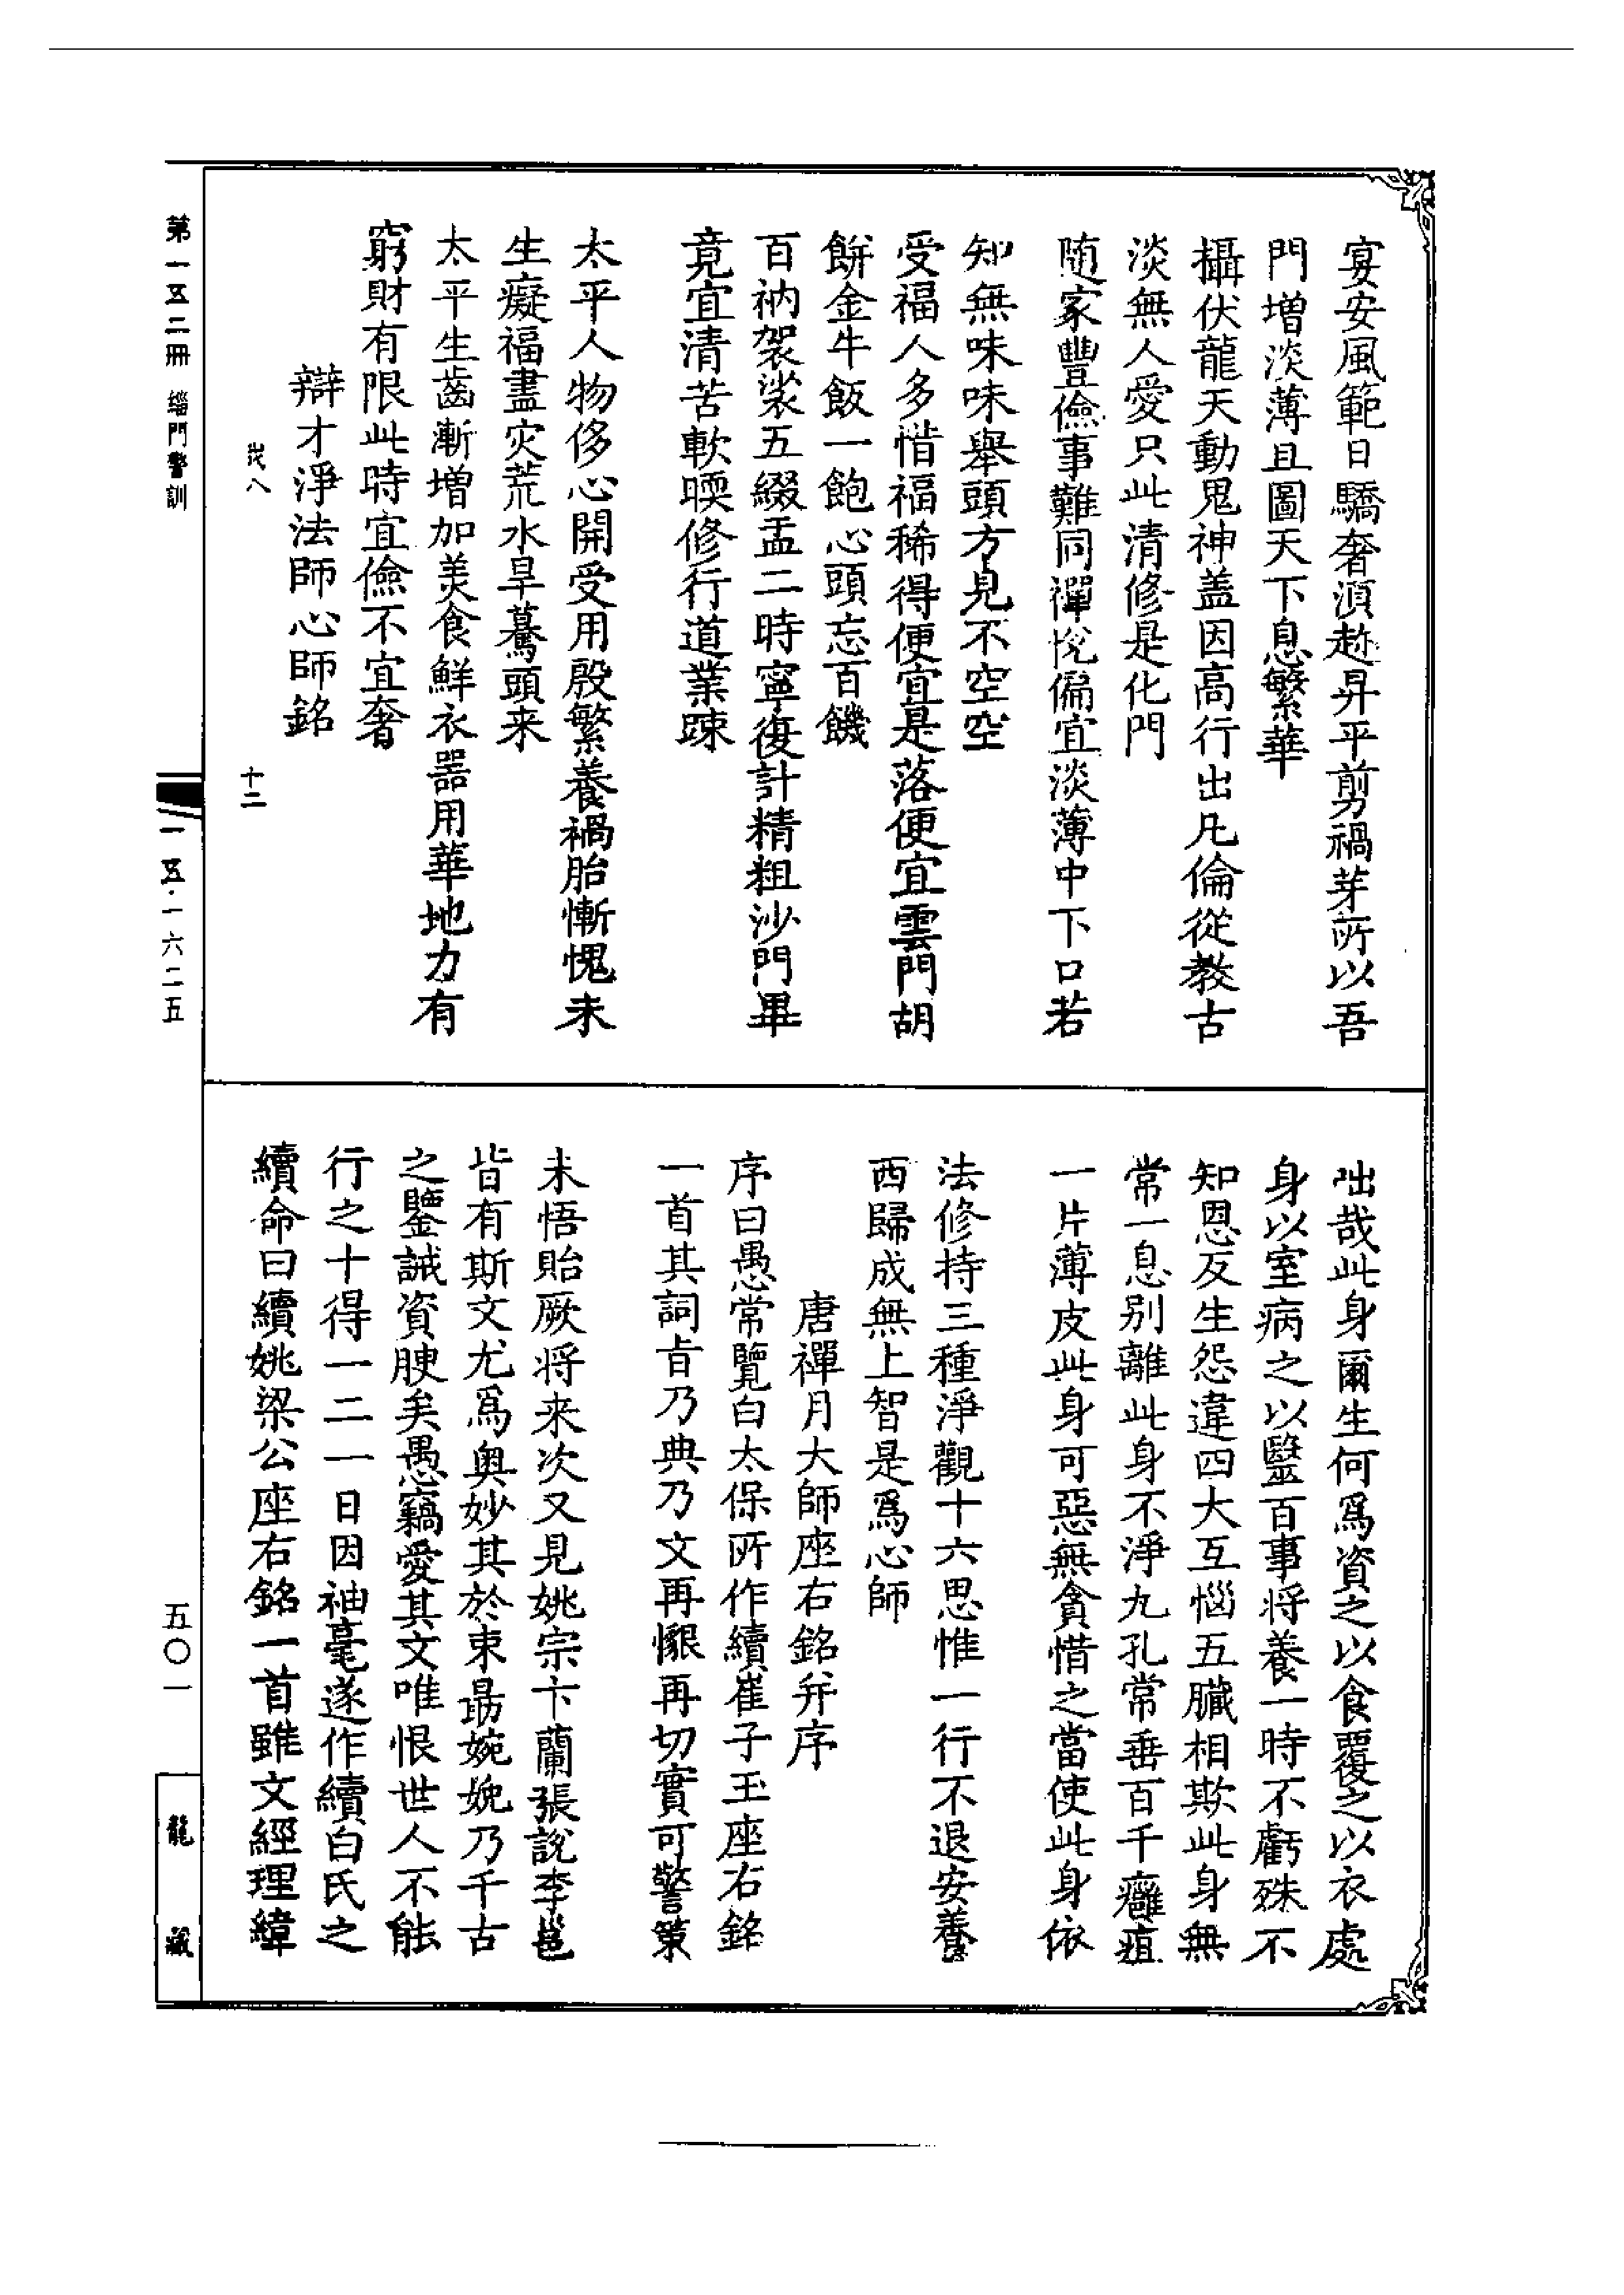 宴安風範日驕奢湏趂昇平剪禍芽所以吾
門增淡薄且圖天下息繁華
攝伏龍天動鬼神盖因高行出凡倫從教古
淡無人愛只此清修是化門
随家豐儉事難同禪悅偏宜淡薄中下口若
知無味味舉頭方見不空空
受福人多惜福稀得便宜是落便宜雲門胡
餅金牛飯一飽心頭忘百饑
百衲袈裟五綴盂二時寧復計精粗沙門畢
竟宜清苦軟暖修行道業踈
太平人物侈心開受用殷繁養禍胎慚愧未
生癡福盡灾荒水旱驀頭来
太平生齒漸增加羙食鮮衣器用華地力有
窮財有限此時宜儉不宜奢
辯才淨法師心師銘
十二
咄哉此身爾生何爲資之以食覆之以衣處
身以室病之以醫百事将養一時不虧殊不
知恩反生怨違四大互惱五臟相欺此身無
常一息别離此身不淨九孔常垂百千癰疽
一片薄皮此身可惡無貪惜之當使此身依
法修持三種淨觀十六思惟一行不退安養
西歸成無上智是爲心師
唐禪月大師座右銘并序
序曰愚常覽白太保所作續崔子玉座右銘
一首其詞旨乃典乃文再懇再切實可警策
未悟貽厥将来次又見姚宗卞蘭張說李邕
皆有斯文尤爲奥妙其於束勗婉娩乃千古
之鑒誡資腴矣愚竊愛其文唯恨世人不能
行之十得一二一日因袖毫遂作續白氏之
續命曰續姚梁公座右銘一首雖文經理緯
第一五二冊 緇門警訓
一五·一六二五
五〇一
龍藏